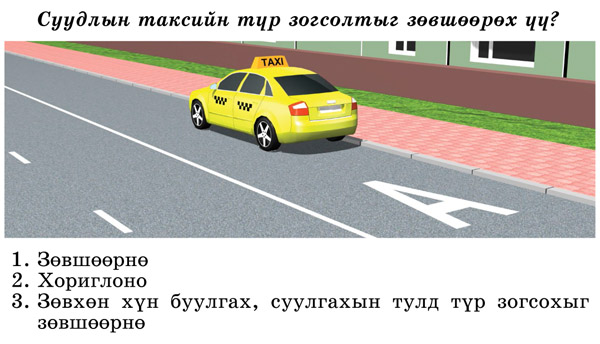 Суудлын таксийн түр зогсолтыг зөвшөөрөх үү?
TAXI
A
1. Зөвшөөрнө
2. Хориглоно
3. Зөвхөн хүн буулгах, суулгахын тулд түр зогсохыг
зөвшөөрнө